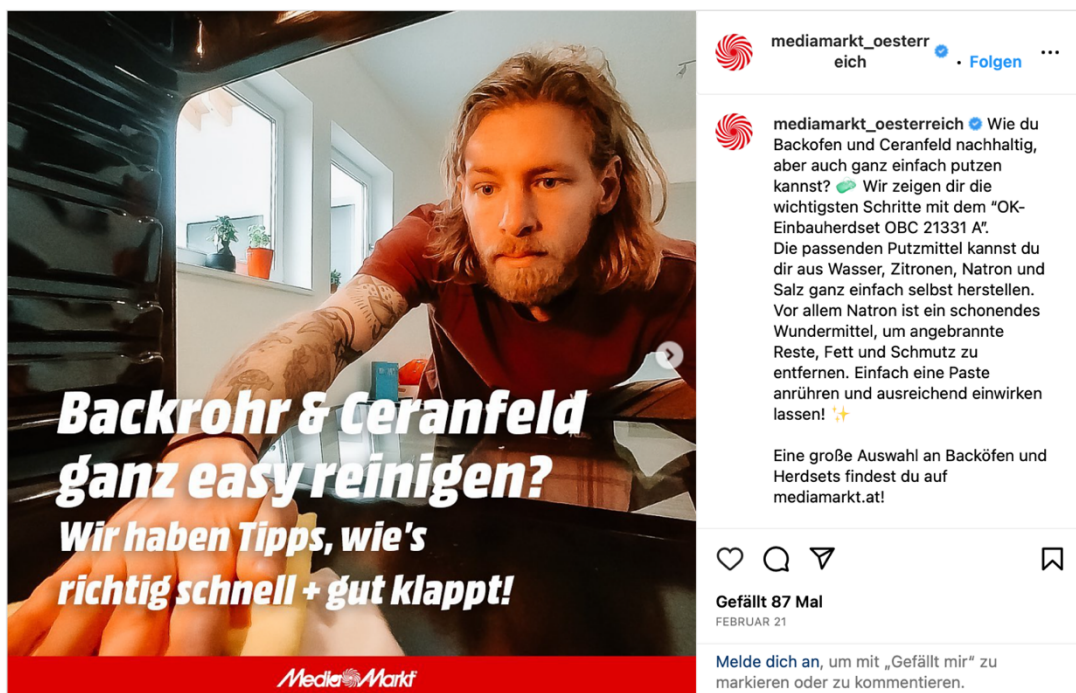 Backrohr & Ceranfeld
ganz easy reinigen?
Wir haben Tipps, wie's
richtig schnell + gut klappt!
MediaMarkt
mediamarkt_oesterr
eich
• Folgen
mediamarkt_oesterreich Wie du
Backofen und Ceranfeld nachhaltig,
aber auch ganz einfach putzen
kannst? 🧼 Wir zeigen dir die
wichtigsten Schritte mit dem “OK-
Einbauherdset OBC 21331 A”.
Die passenden Putzmittel kannst du
dir aus Wasser, Zitronen, Natron und
Salz ganz einfach selbst herstellen.
Vor allem Natron ist ein schonendes
Wundermittel, um angebrannte
Reste, Fett und Schmutz zu
entfernen. Einfach eine Paste
anrühren und ausreichend einwirken
lassen! ✨
Eine große Auswahl an Backöfen und
Herdsets findest du auf
mediamarkt.at!
Gefällt 87 Mal
FEBRUAR 21
Melde dich an, um mit „Gefällt mir“ zu
markieren oder zu kommentieren.